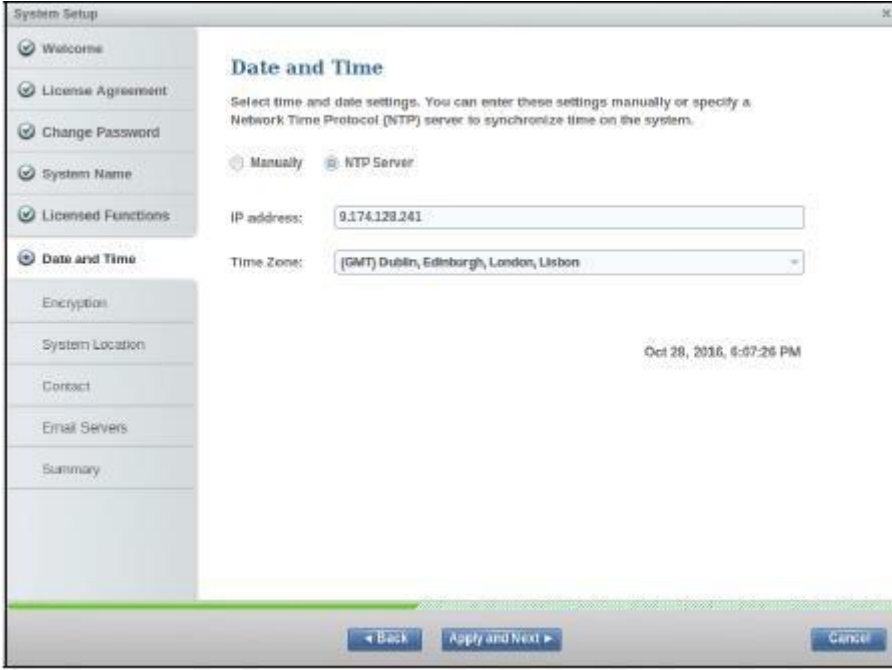 System Setup
Welcome
License Agreement
Change Password
System Name
Licensed Functions
Date and Time
Encryption
System Location
Contact
Email Servers
Summary
Date and Time
Select time and date settings. You can enter these settings manually or specify a
Network Time Protocol (NTP) server to synchronize time on the system.
Manually NTP Server
IP address: 9.174.128.241
Time Zone: (GMT) Dublin, Edinburgh, London, Lisbon
Oct 28, 2016, 6:07:26 PM
Back Apply and Next Cancel